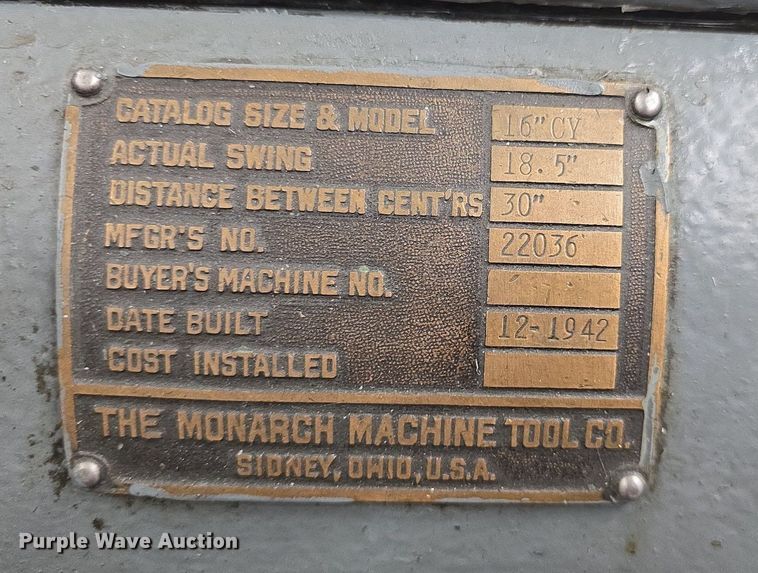 CATALOG SIZE & MODEL 16" CY
ACTUAL SWING 18.5"
DISTANCE BETWEEN CENT'RS 30"
MFGR'S NO. 22036
BUYER'S MACHINE NO.
DATE BUILT 12-1942
COST INSTALLED
THE MONARCH MACHINE TOOL CO.
SIDNEY, OHIO, U.S.A.
Purple Wave Auction